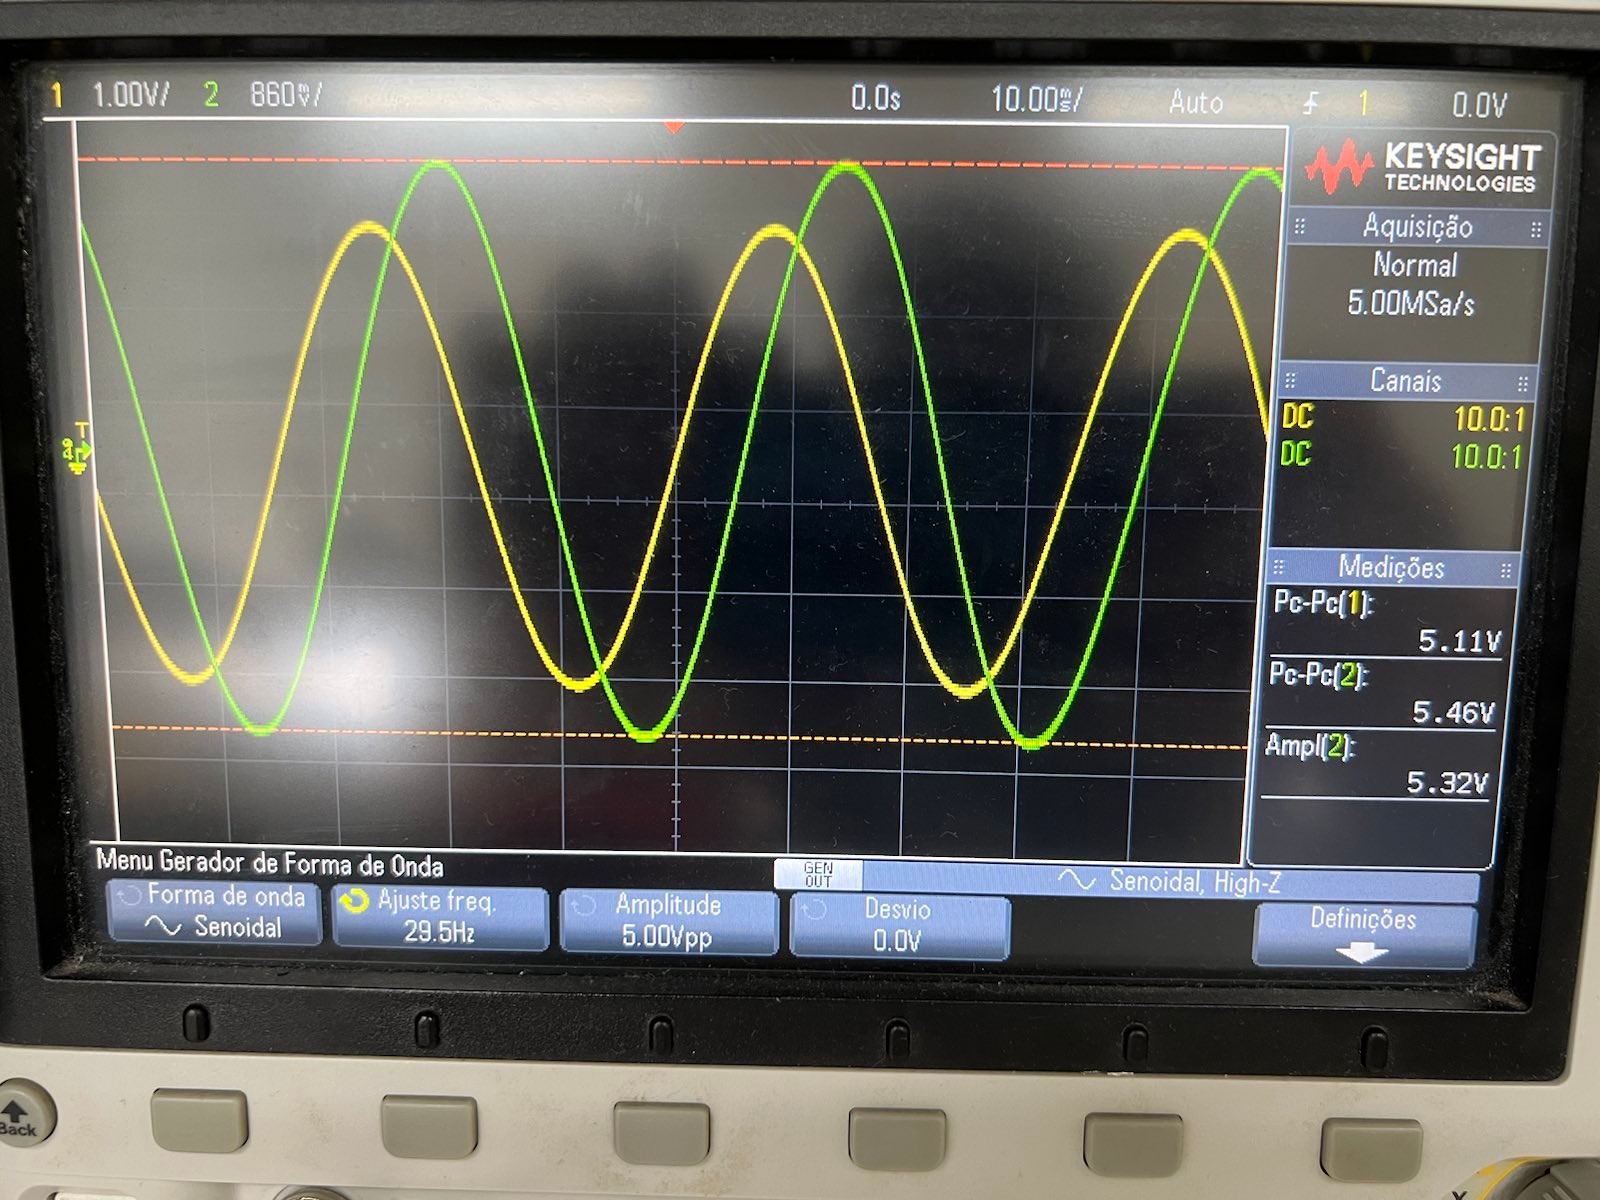 1 1.00V/ 2 860mV/ 0.0s 10.00ms/ Auto 1 0.0V
KEYSIGHT
TECHNOLOGIES
Aquisição
Normal
5.00MSa/s
Canais
DC 10.0:1
DC 10.0:1
Medições
Pc-Pc(1):
5.11V
Pc-Pc(2):
5.46V
Ampl(2):
5.32V
T
Menu Gerador de Forma de Onda
GEN
OUT
Senoidal, High-Z
Forma de onda
Senoidal
Ajuste freq.
29.5Hz
Amplitude
5.00Vpp
Desvio
0.0V
Definições
Back